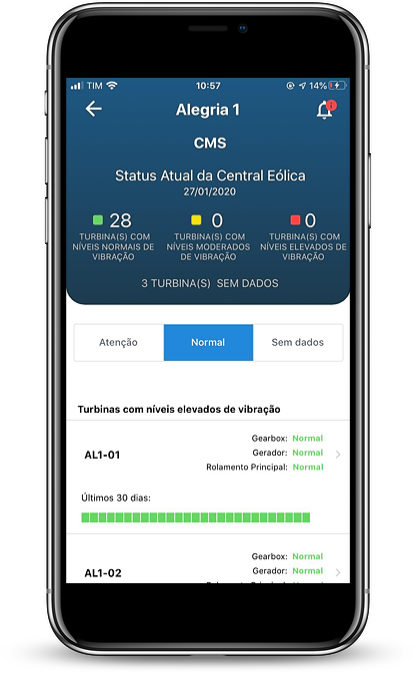 TIM 10:57 14%
Alegria 1
CMS
Status Atual da Central Eólica
27/01/2020
28 0 0
TURBINA(S) COM TURBINA(S) COM TURBINA(S) COM
NÍVEIS NORMAIS DE NÍVEIS MODERADOS NÍVEIS ELEVADOS DE
VIBRAÇÃO DE VIBRAÇÃO VIBRAÇÃO
3 TURBINA(S) SEM DADOS
Atenção Normal Sem dados
Turbinas com níveis elevados de vibração
Gearbox: Normal
AL1-01 Gerador: Normal
Rolamento Principal: Normal
Últimos 30 dias:
Gearbox: Normal
AL1-02 Gerador: Normal